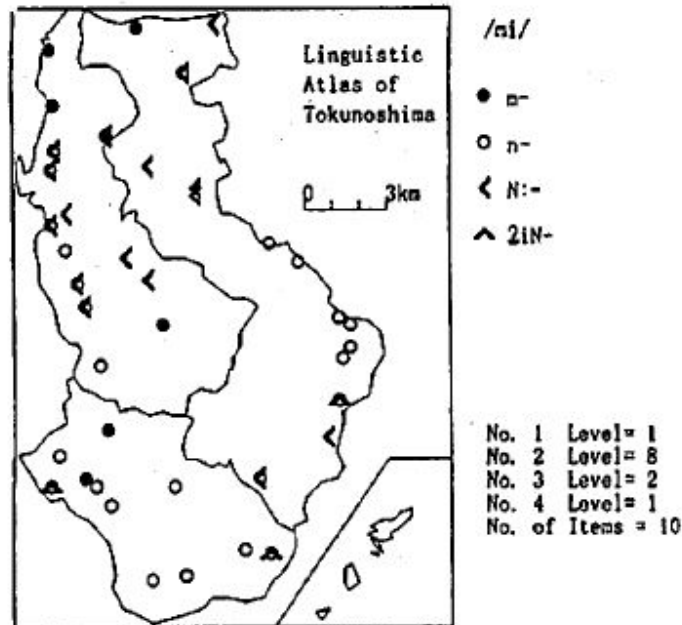 /mi/
Linguistic
Atlas of
Tokunoshima
0 3km
● m-
○ n-
< N:-
^ 2iN-
No. 1 Level= 1
No. 2 Level= 8
No. 3 Level= 2
No. 4 Level= 1
No. of Items = 10